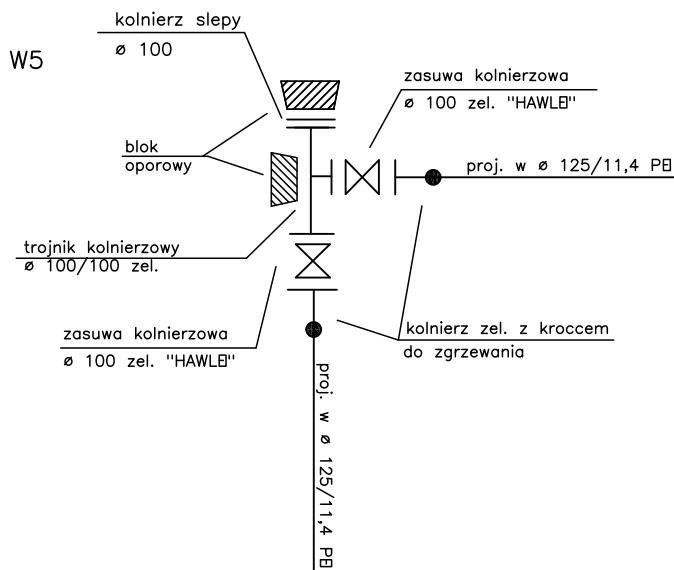 kolnierz slepy
ø 100
W5
zasuwa kolnierzowa
ø 100 zel. "HAWLE"
blok
oporowy
proj. w ø 125/11,4 PE
trojnik kolnierzowy
ø 100/100 zel.
zasuwa kolnierzowa
ø 100 zel. "HAWLE"
kolnierz zel. z kroccem
do zgrzewania
proj. w ø 125/11,4 PE